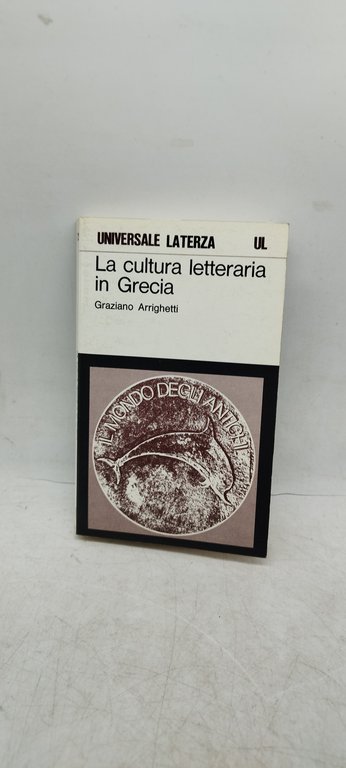 UNIVERSALE LATERZA UL
La cultura letteraria
in Grecia
Graziano Arrighetti
IL MONDO DEGLI ANTICHI